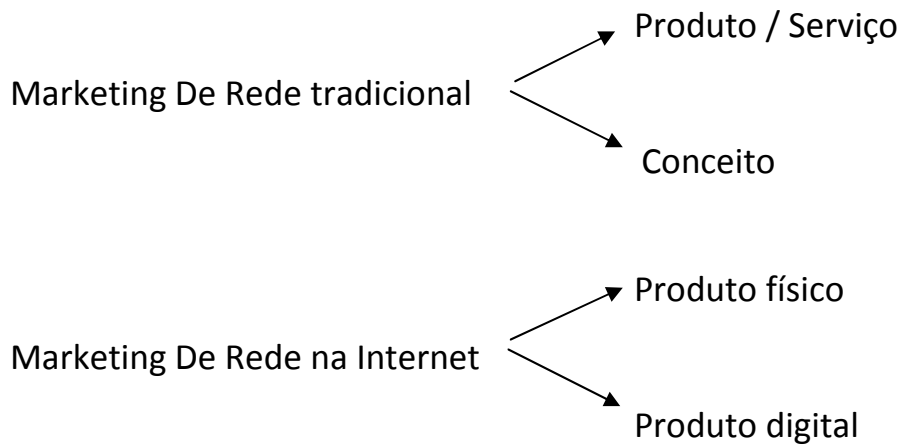 Produto / Serviço
Marketing De Rede tradicional
Conceito
Produto físico
Marketing De Rede na Internet
Produto digital